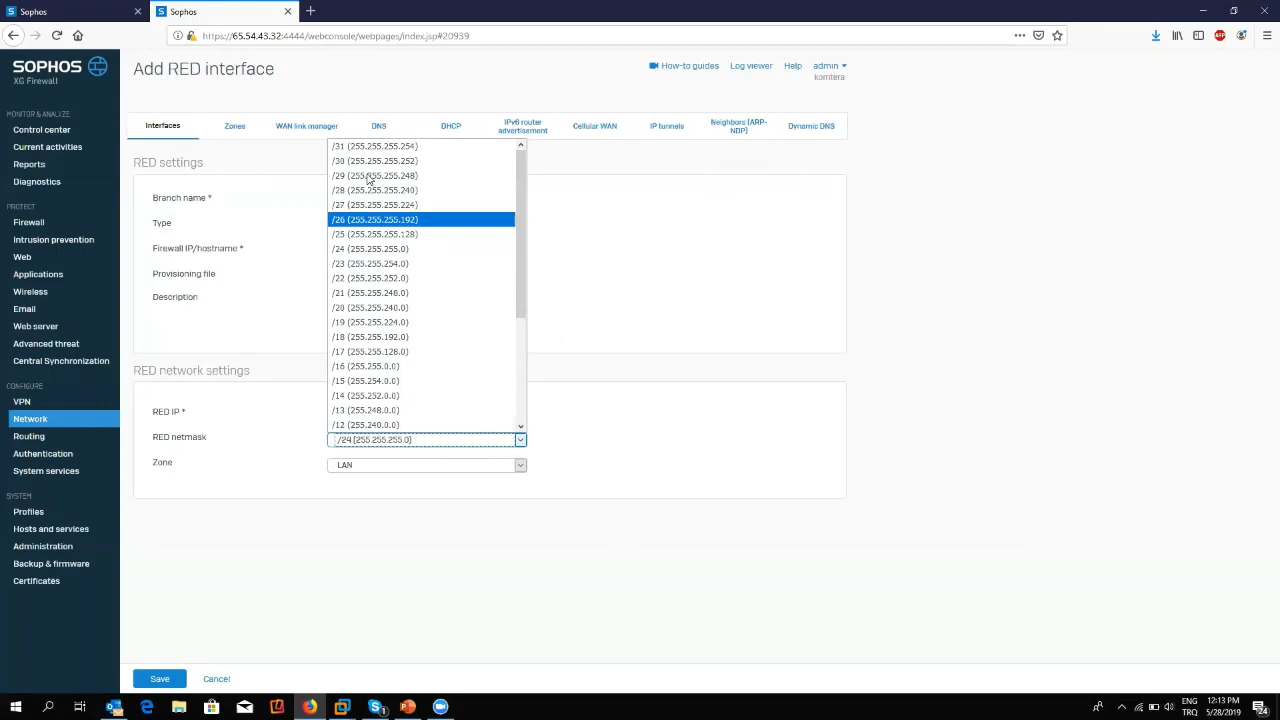 Sophos
Sophos
https://65.54.43.32:4444/webconsole/webpages/index.jsp#20939
SOPHOS
XG Firewall
Add RED interface
How-to guides
Log viewer
Help
admin
komtera
MONITOR & ANALYZE
Control center
Current activities
Reports
Diagnostics
PROTECT
Firewall
Intrusion prevention
Web
Applications
Wireless
Email
Web server
Advanced threat
Central Synchronization
CONFIGURE
VPN
Network
Routing
Authentication
System services
SYSTEM
Profiles
Hosts and services
Administration
Backup & firmware
Certificates
Interfaces
Zones
WAN link manager
DNS
DHCP
IPv6 router
advertisement
Cellular WAN
IP tunnels
Neighbors (ARP-
NDP)
Dynamic DNS
RED settings
Branch name *
Type
Firewall IP/hostname *
Provisioning file
Description
/31 (255.255.255.254)
/30 (255.255.255.252)
/29 (255.255.255.248)
/28 (255.255.255.240)
/27 (255.255.255.224)
/26 (255.255.255.192)
/25 (255.255.255.128)
/24 (255.255.255.0)
/23 (255.255.254.0)
/22 (255.255.252.0)
/21 (255.255.248.0)
/20 (255.255.240.0)
/19 (255.255.224.0)
/18 (255.255.192.0)
/17 (255.255.128.0)
/16 (255.255.0.0)
/15 (255.254.0.0)
/14 (255.252.0.0)
/13 (255.248.0.0)
/12 (255.240.0.0)
RED network settings
RED IP *
RED netmask
/24 [255.255.255.0]
Zone
LAN
Save
Cancel
ENG
TRQ
12:13 PM
5/28/2019
24